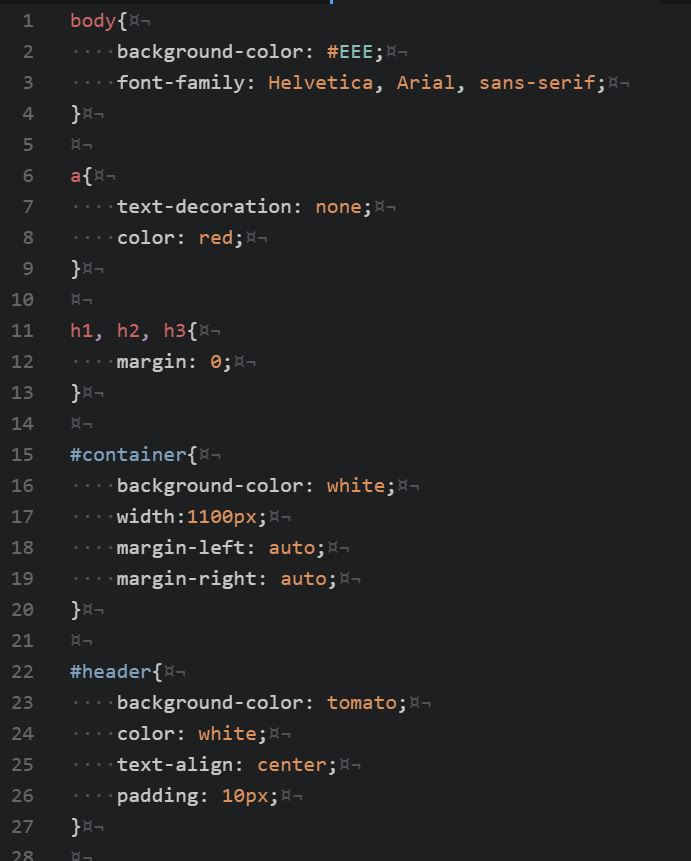 1 body{¤¬
2 ····background-color: #EEE;¤¬
3 ····font-family: Helvetica, Arial, sans-serif;¤¬
4 }¤¬
5 ¤¬
6 a{¤¬
7 ····text-decoration: none;¤¬
8 ····color: red;¤¬
9 }¤¬
10 ¤¬
11 h1, h2, h3{¤¬
12 ····margin: 0;¤¬
13 }¤¬
14 ¤¬
15 #container{¤¬
16 ····background-color: white;¤¬
17 ····width:1100px;¤¬
18 ····margin-left: auto;¤¬
19 ····margin-right: auto;¤¬
20 }¤¬
21 ¤¬
22 #header{¤¬
23 ····background-color: tomato;¤¬
24 ····color: white;¤¬
25 ····text-align: center;¤¬
26 ····padding: 10px;¤¬
27 }¤¬
28 ¤¬